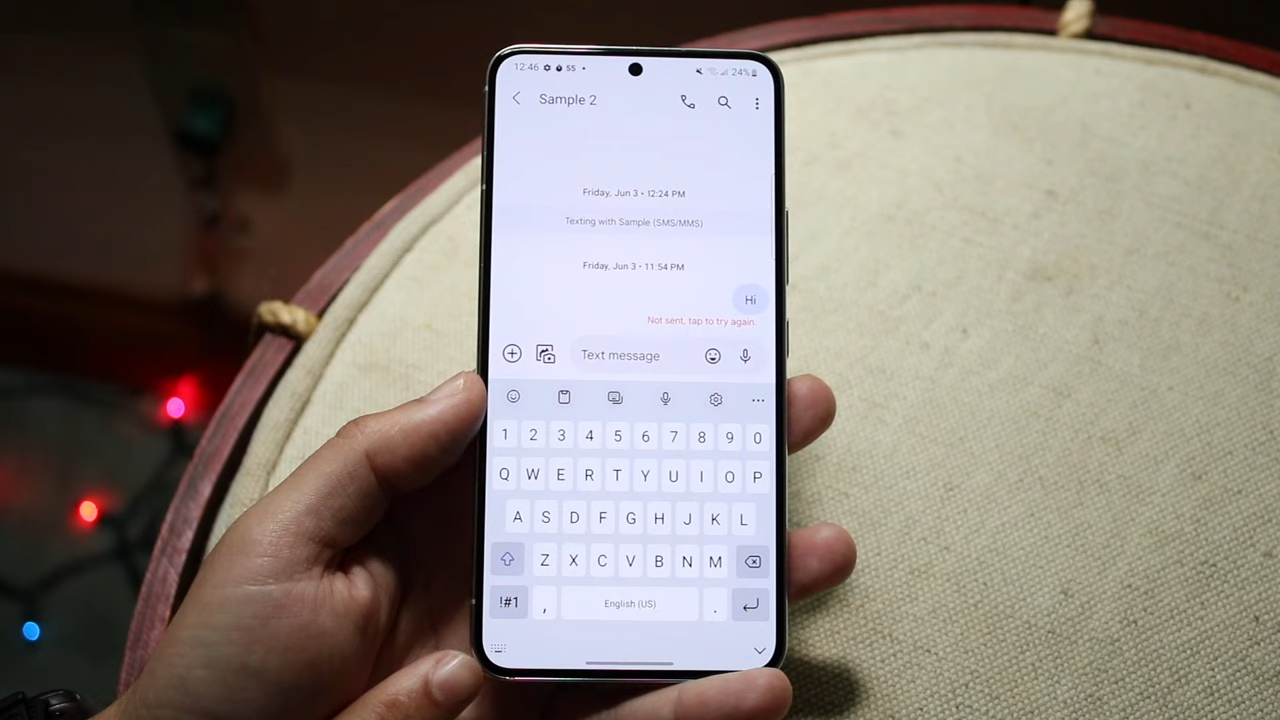 12:46 55 24%
Sample 2
Friday, Jun 3 • 12:24 PM
Texting with Sample (SMS/MMS)
Friday, Jun 3 • 11:54 PM
Hi
Not sent, tap to try again.
Text message
1 2 3 4 5 6 7 8 9 0
Q W E R T Y U I O P
A S D F G H J K L
Z X C V B N M
!#1 , English (US) .